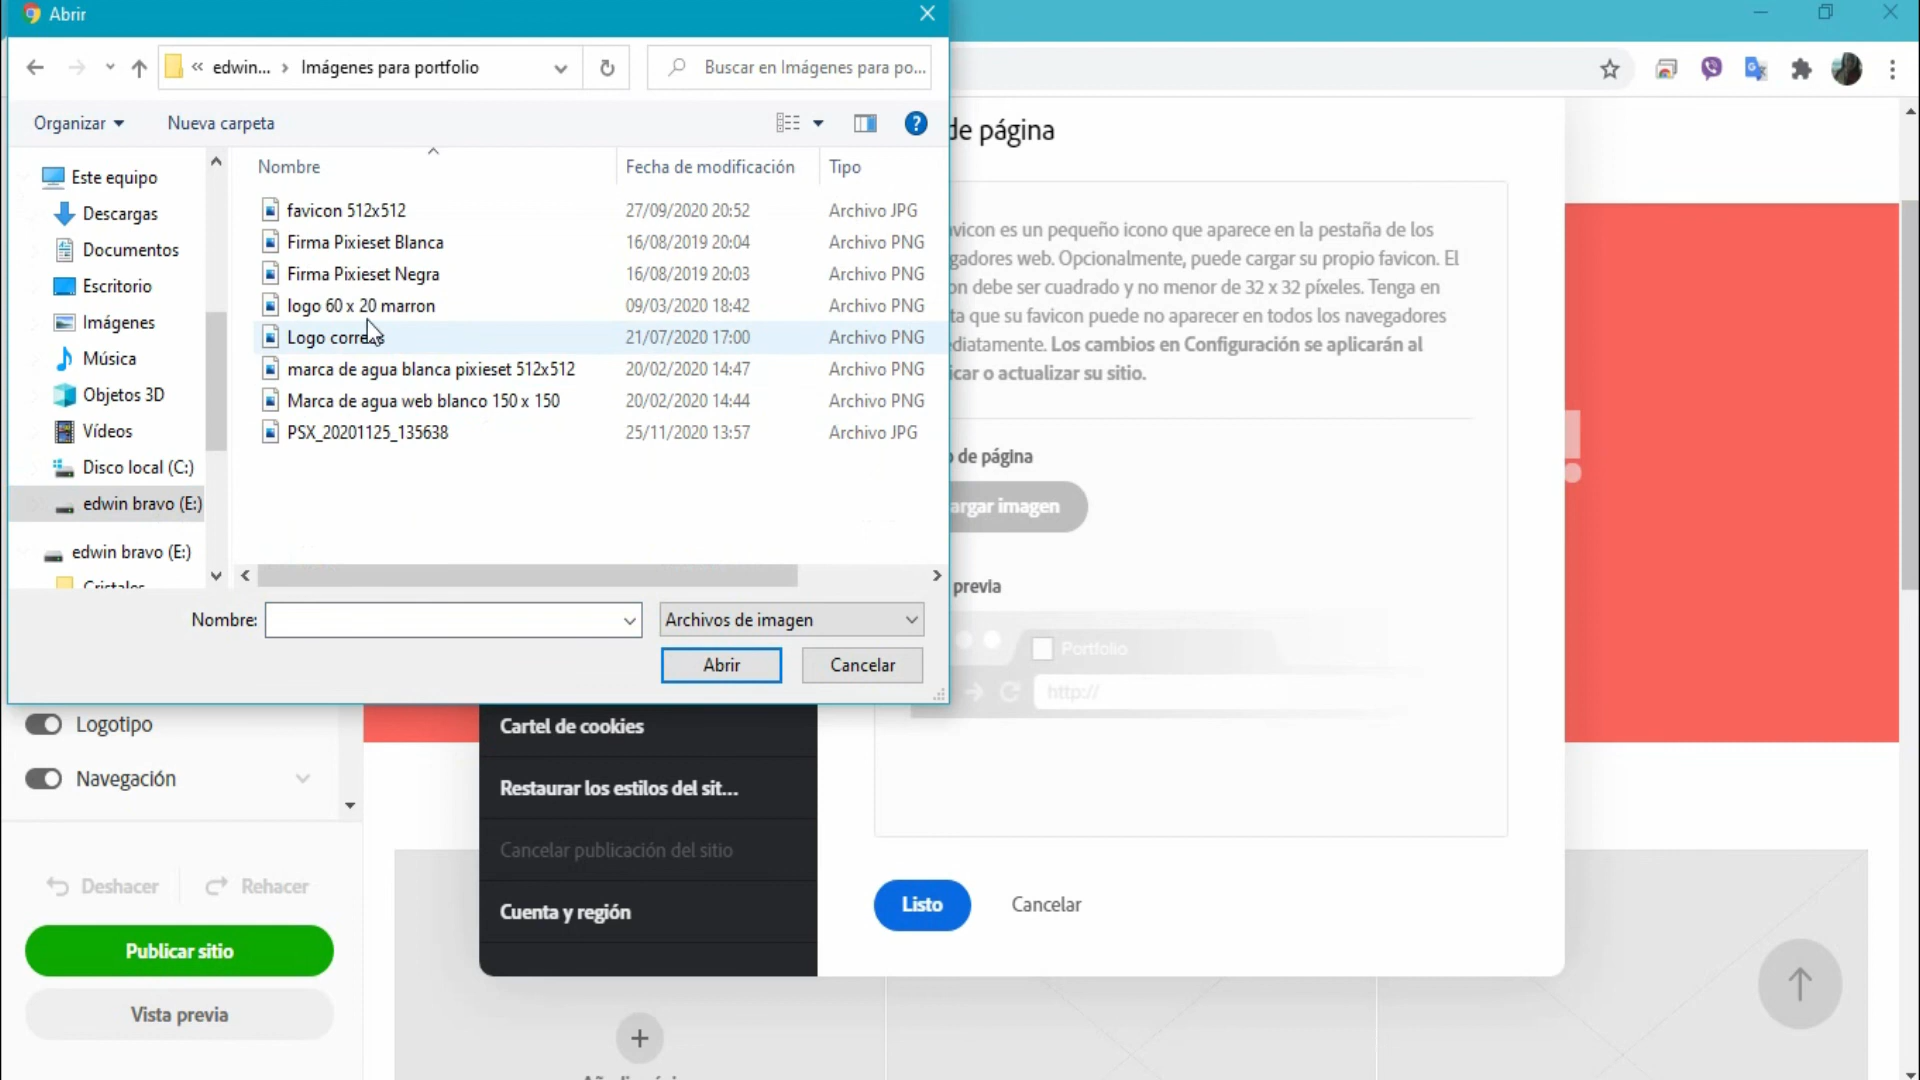 Abrir
« edwin... › Imágenes para portfolio
Buscar en Imágenes para po...
Organizar
Nueva carpeta
Este equipo
Descargas
Documentos
Escritorio
Imágenes
Música
Objetos 3D
Vídeos
Disco local (C:)
edwin bravo (E:)
edwin bravo (E:)
Cristales
Nombre Fecha de modificación Tipo
favicon 512x512 27/09/2020 20:52 Archivo JPG
Firma Pixieset Blanca 16/08/2019 20:04 Archivo PNG
Firma Pixieset Negra 16/08/2019 20:03 Archivo PNG
logo 60 x 20 marron 09/03/2020 18:42 Archivo PNG
Logo correos 21/07/2020 17:00 Archivo PNG
marca de agua blanca pixieset 512x512 20/02/2020 14:47 Archivo PNG
Marca de agua web blanco 150 x 150 20/02/2020 14:44 Archivo PNG
PSX_20201125_135638 25/11/2020 13:57 Archivo JPG
Nombre:
Archivos de imagen
Abrir
Cancelar
de página
vicon es un pequeño icono que aparece en la pestaña de los
gadores web. Opcionalmente, puede cargar su propio favicon. El
on debe ser cuadrado y no menor de 32 x 32 píxeles. Tenga en
ta que su favicon puede no aparecer en todos los navegadores
diatamente. Los cambios en Configuración se aplicarán al
icar o actualizar su sitio.
o de página
argar imagen
previa
Portfolio
http://
!
Logotipo
Navegación
Deshacer
Rehacer
Publicar sitio
Vista previa
Cartel de cookies
Restaurar los estilos del sit...
Cancelar publicación del sitio
Cuenta y región
Listo
Cancelar